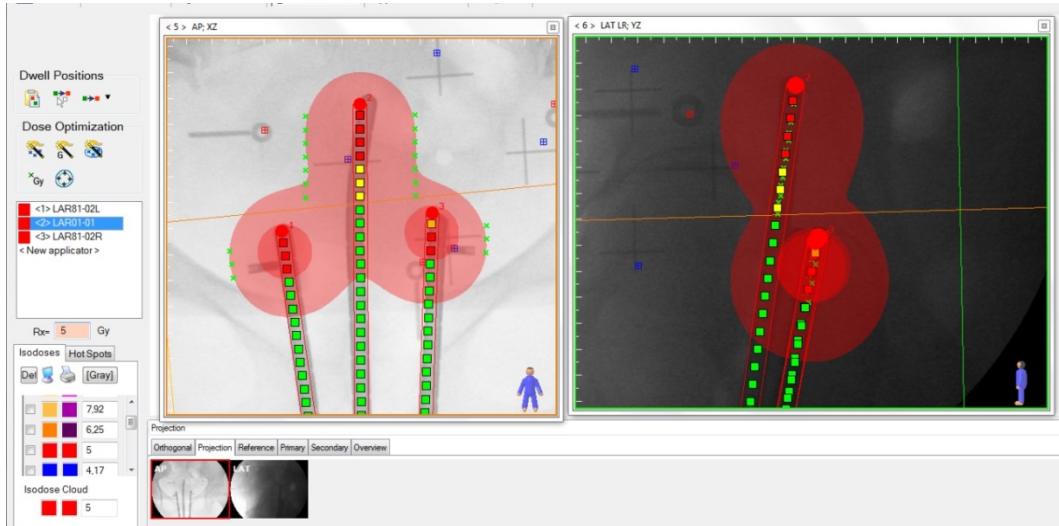 < 5 > AP; XZ
< 6 > LAT LR; YZ
Dwell Positions
Dose Optimization
G
Gy
<1> LAR81-02L
<2> LAR01-01
<3> LAR81-02R
< New applicator >
Rx= 5 Gy
Isodoses Hot Spots
Def [Gray]
7,92
6,25
5
4,17
Isodose Cloud
5
1
2
3
Projection
Orthogonal Projection Reference Primary Secondary Overview
AP LAT